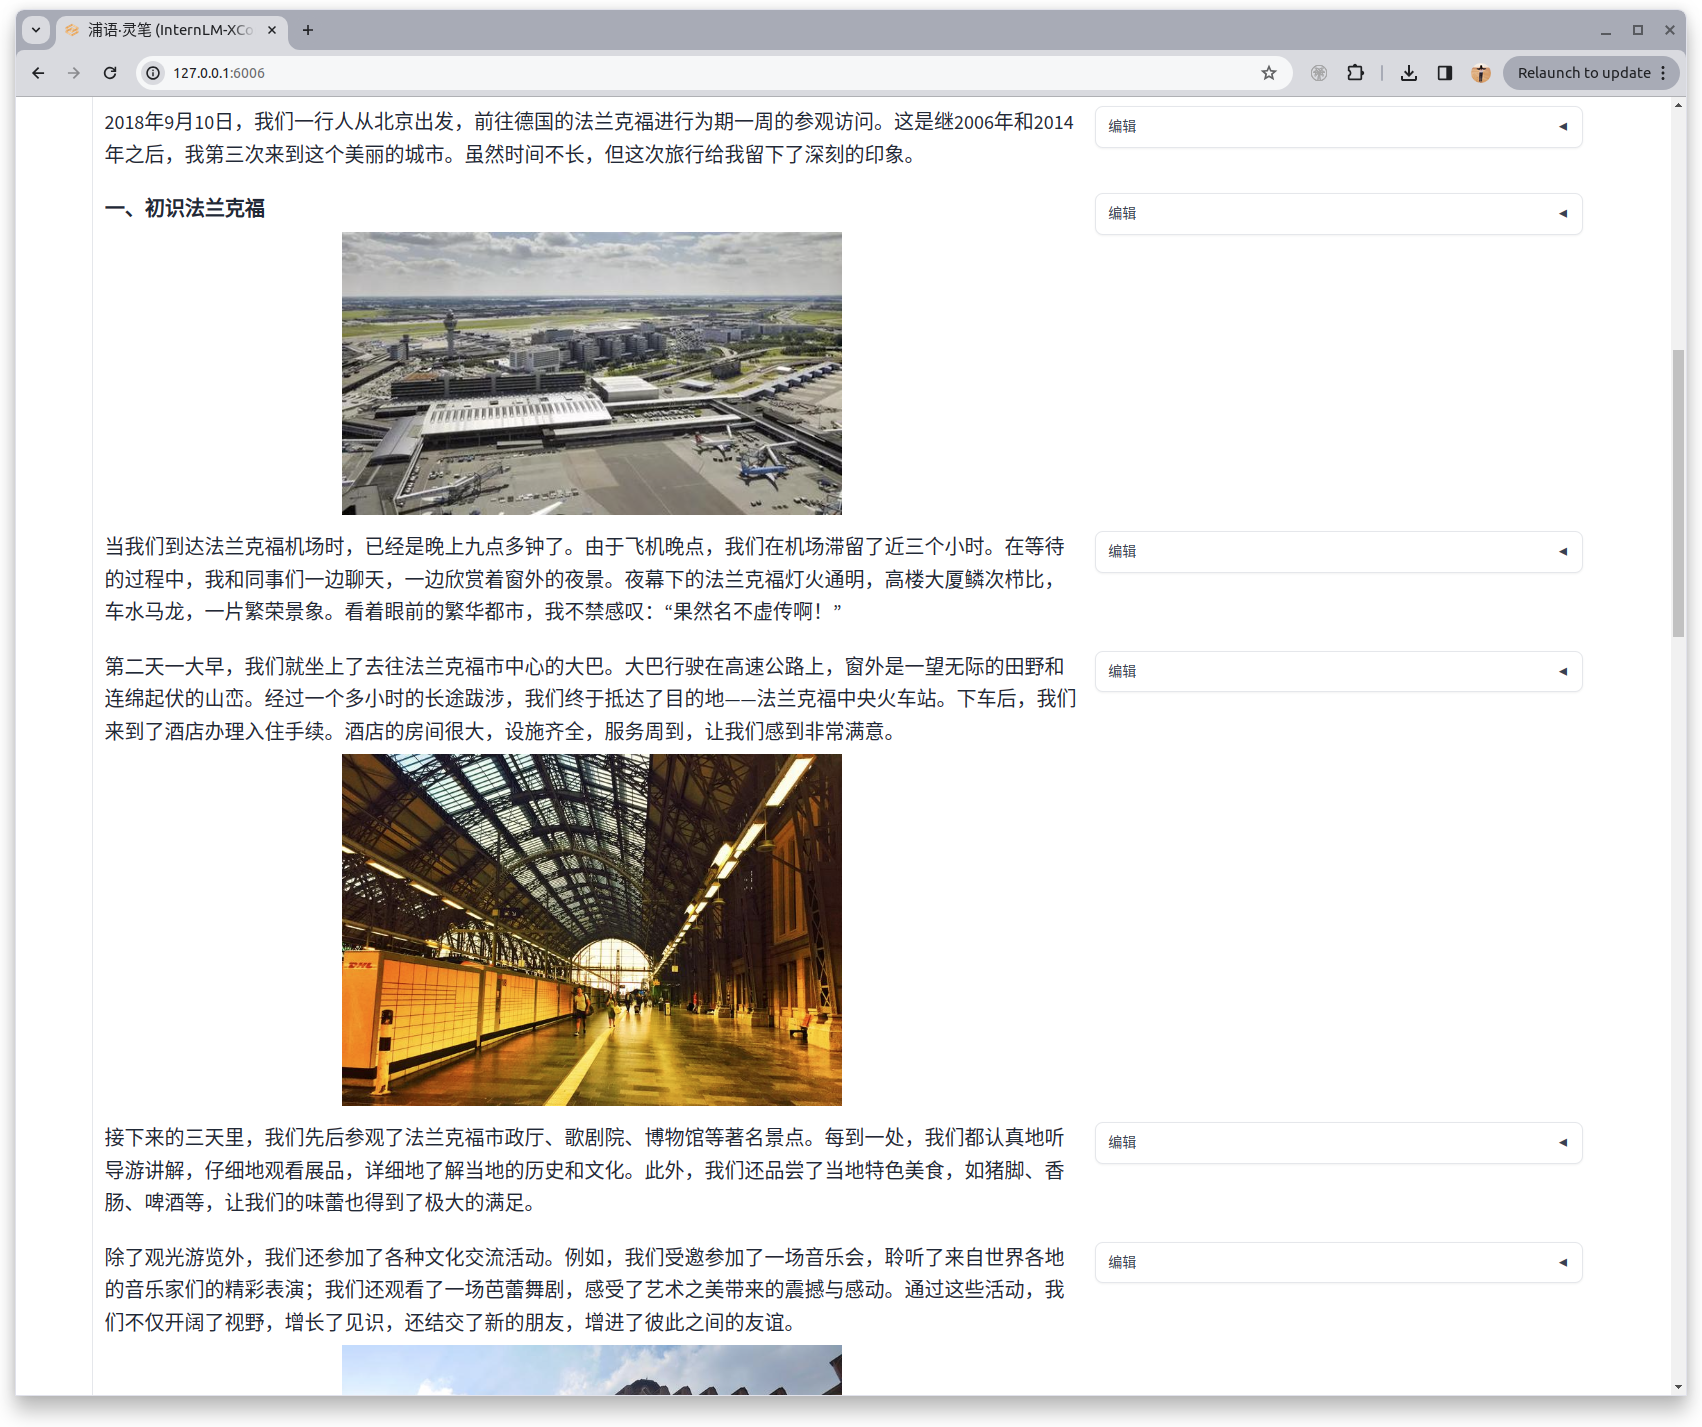 浦语·灵笔 (InternLM-XCo
127.0.0.1:6006
Relaunch to update
2018年9月10日，我们一行人从北京出发，前往德国的法兰克福进行为期一周的参观访问。这是继2006年和2014
年之后，我第三次来到这个美丽的城市。虽然时间不长，但这次旅行给我留下了深刻的印象。
编辑
一、初识法兰克福
编辑
当我们到达法兰克福机场时，已经是晚上九点多钟了。由于飞机晚点，我们在机场滞留了近三个小时。在等待
的过程中，我和同事们一边聊天，一边欣赏着窗外的夜景。夜幕下的法兰克福灯火通明，高楼大厦鳞次栉比，
车水马龙，一片繁荣景象。看着眼前的繁华都市，我不禁感叹：“果然名不虚传啊！”
编辑
第二天一大早，我们就坐上了去往法兰克福市中心的大巴。大巴行驶在高速公路上，窗外是一望无际的田野和
连绵起伏的山峦。经过一个多小时的长途跋涉，我们终于抵达了目的地——法兰克福中央火车站。下车后，我们
来到了酒店办理入住手续。酒店的房间很大，设施齐全，服务周到，让我们感到非常满意。
编辑
DHL
接下来的三天里，我们先后参观了法兰克福市政厅、歌剧院、博物馆等著名景点。每到一处，我们都认真地听
导游讲解，仔细地观看展品，详细地了解当地的历史和文化。此外，我们还品尝了当地特色美食，如猪脚、香
肠、啤酒等，让我们的味蕾也得到了极大的满足。
编辑
除了观光游览外，我们还参加了各种文化交流活动。例如，我们受邀参加了一场音乐会，聆听了来自世界各地
的音乐家们的精彩表演；我们还观看了一场芭蕾舞剧，感受了艺术之美带来的震撼与感动。通过这些活动，我
们不仅开阔了视野，增长了见识，还结交了新的朋友，增进了彼此之间的友谊。
编辑